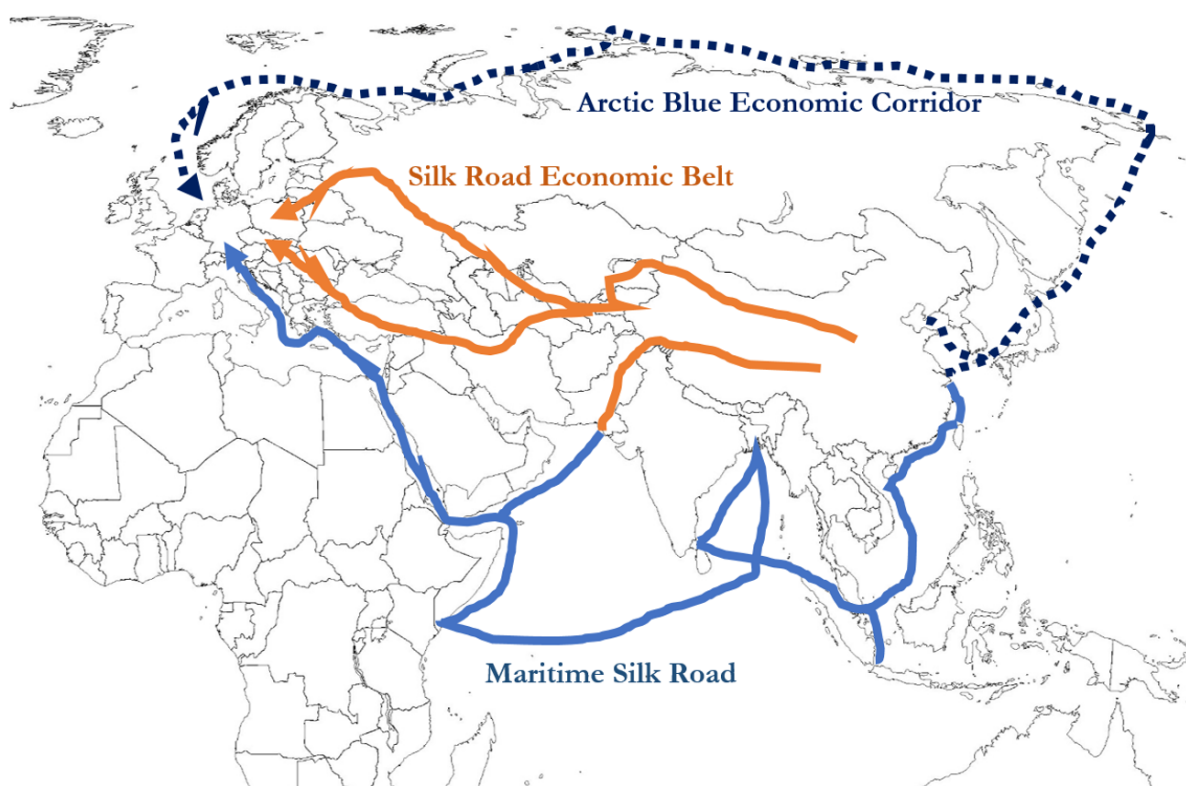 Arctic Blue Economic Corridor
Silk Road Economic Belt
Maritime Silk Road